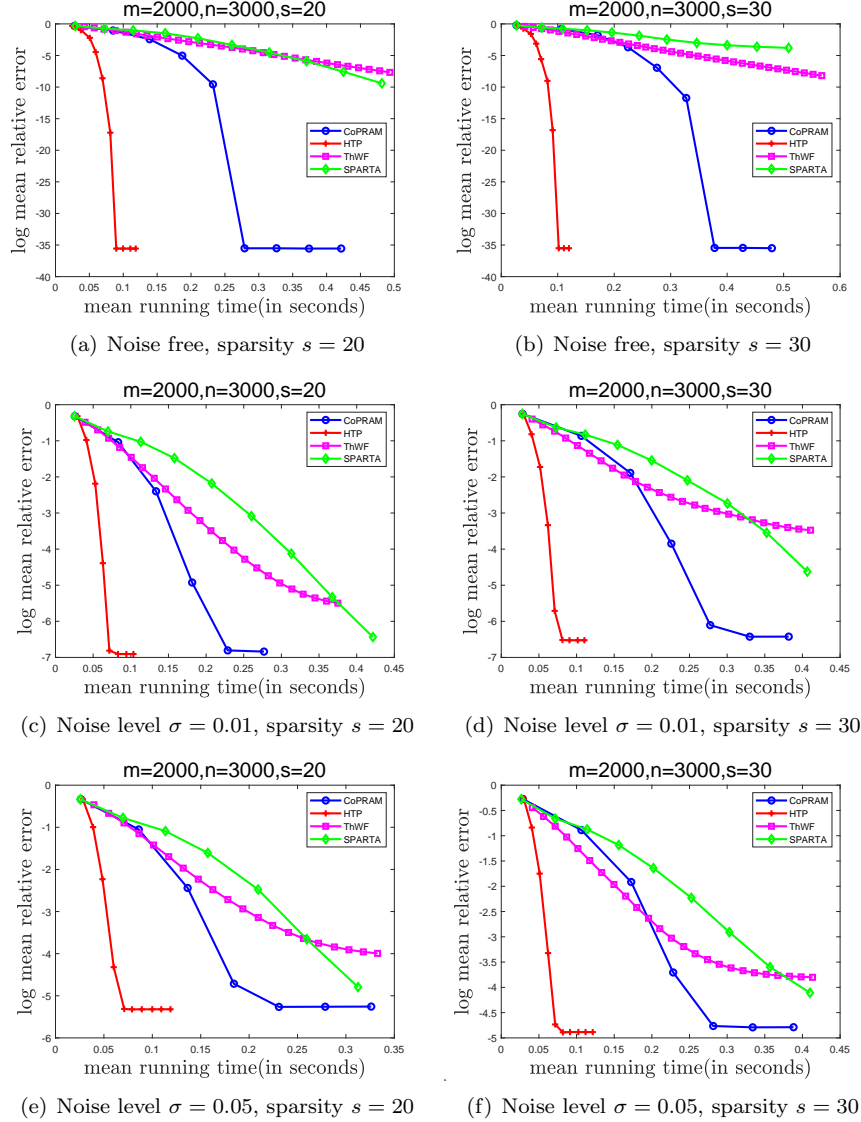 m=2000,n=3000,s=20
0
-5
-10
-15
-20
-25
-30
-35
-40
log mean relative error
CoPRAM
HTP
ThWF
SPARTA
0 0.05 0.1 0.15 0.2 0.25 0.3 0.35 0.4 0.45 0.5
mean running time(in seconds)
(a) Noise free, sparsity s = 20
m=2000,n=3000,s=30
0
-5
-10
-15
-20
-25
-30
-35
-40
log mean relative error
CoPRAM
HTP
ThWF
SPARTA
0 0.1 0.2 0.3 0.4 0.5 0.6
mean running time(in seconds)
(b) Noise free, sparsity s = 30
m=2000,n=3000,s=20
0
-1
-2
-3
-4
-5
-6
-7
log mean relative error
CoPRAM
HTP
ThWF
SPARTA
0 0.05 0.1 0.15 0.2 0.25 0.3 0.35 0.4 0.45
mean running time(in seconds)
(c) Noise level σ = 0.01, sparsity s = 20
m=2000,n=3000,s=30
0
-1
-2
-3
-4
-5
-6
-7
log mean relative error
CoPRAM
HTP
ThWF
SPARTA
0 0.05 0.1 0.15 0.2 0.25 0.3 0.35 0.4 0.45
mean running time(in seconds)
(d) Noise level σ = 0.01, sparsity s = 30
m=2000,n=3000,s=20
0
-1
-2
-3
-4
-5
-6
log mean relative error
CoPRAM
HTP
ThWF
SPARTA
0 0.05 0.1 0.15 0.2 0.25 0.3 0.35
mean running time(in seconds)
(e) Noise level σ = 0.05, sparsity s = 20
m=2000,n=3000,s=30
0
-0.5
-1
-1.5
-2
-2.5
-3
-3.5
-4
-4.5
-5
log mean relative error
CoPRAM
HTP
ThWF
SPARTA
0 0.05 0.1 0.15 0.2 0.25 0.3 0.35 0.4 0.45
mean running time(in seconds)
(f) Noise level σ = 0.05, sparsity s = 30